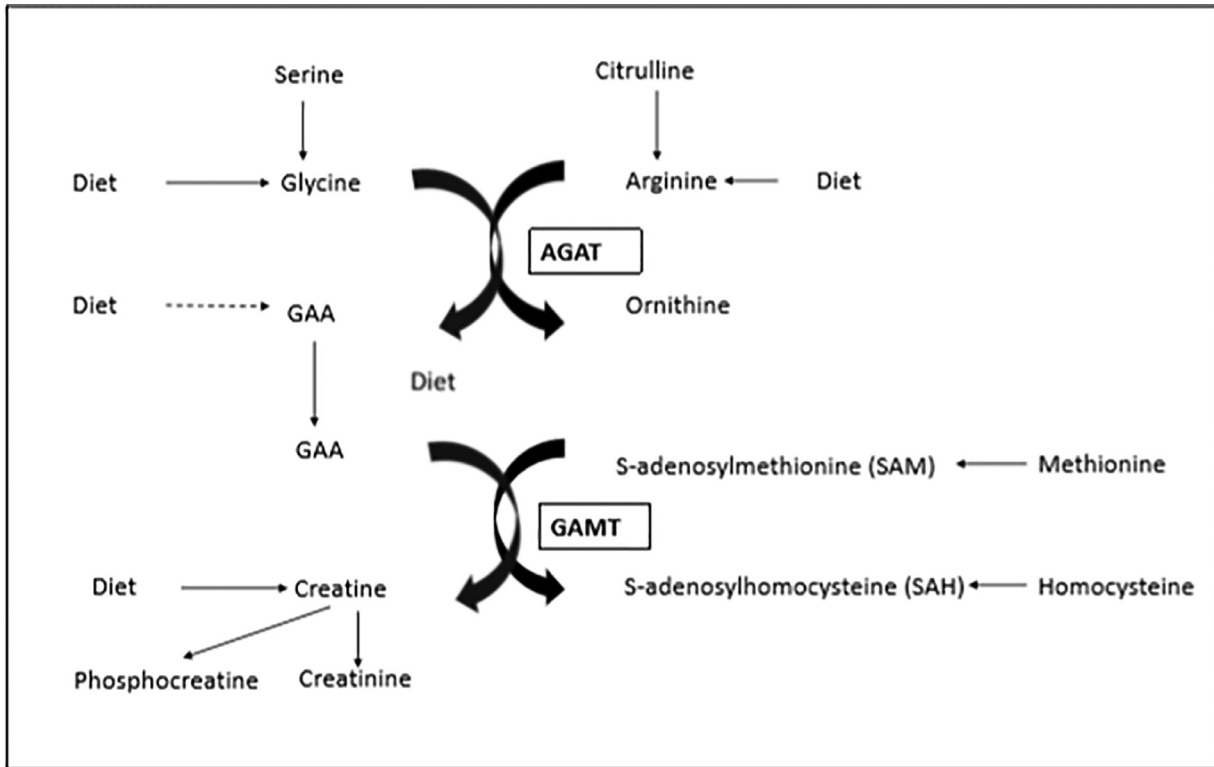 Serine
Citrulline
Diet
Glycine
Arginine
Diet
AGAT
Diet
GAA
Ornithine
Diet
GAA
S-adenosylmethionine (SAM)
Methionine
GAMT
Diet
Creatine
S-adenosylhomocysteine (SAH)
Homocysteine
Phosphocreatine
Creatinine